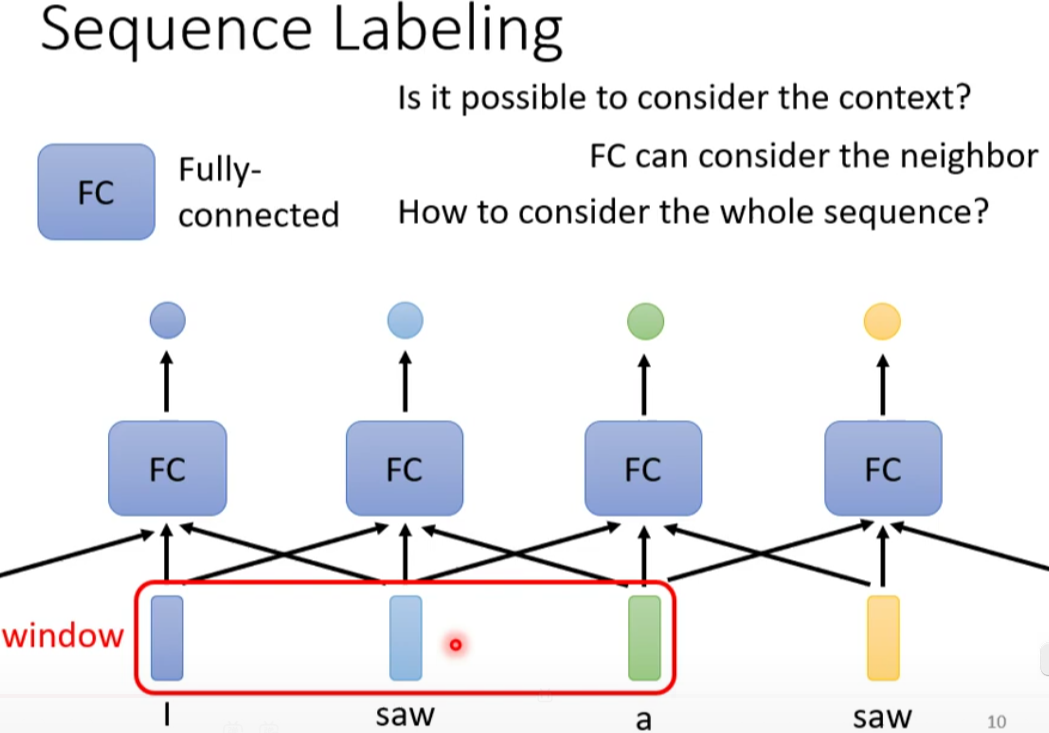 Sequence Labeling
Is it possible to consider the context?
FC can consider the neighbor
How to consider the whole sequence?
FC
Fully-
connected
FC
FC
FC
FC
window
I
saw
a
saw
10